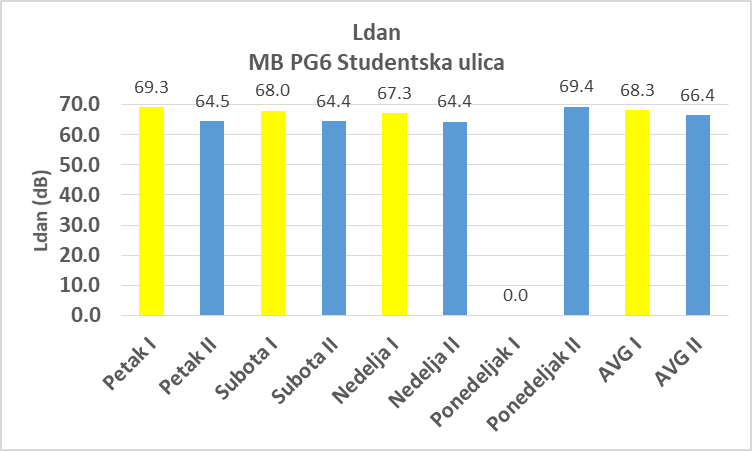 Ldan
MB PG6 Studentska ulica
69.3
64.5
68.0
64.4
67.3
64.4
0.0
69.4
68.3
66.4
70.0
60.0
50.0
40.0
30.0
20.0
10.0
0.0
Ldan (dB)
Petak I
Petak II
Subota I
Subota II
Nedelja I
Nedelja II
Ponedeljak I
Ponedeljak II
AVG I
AVG II